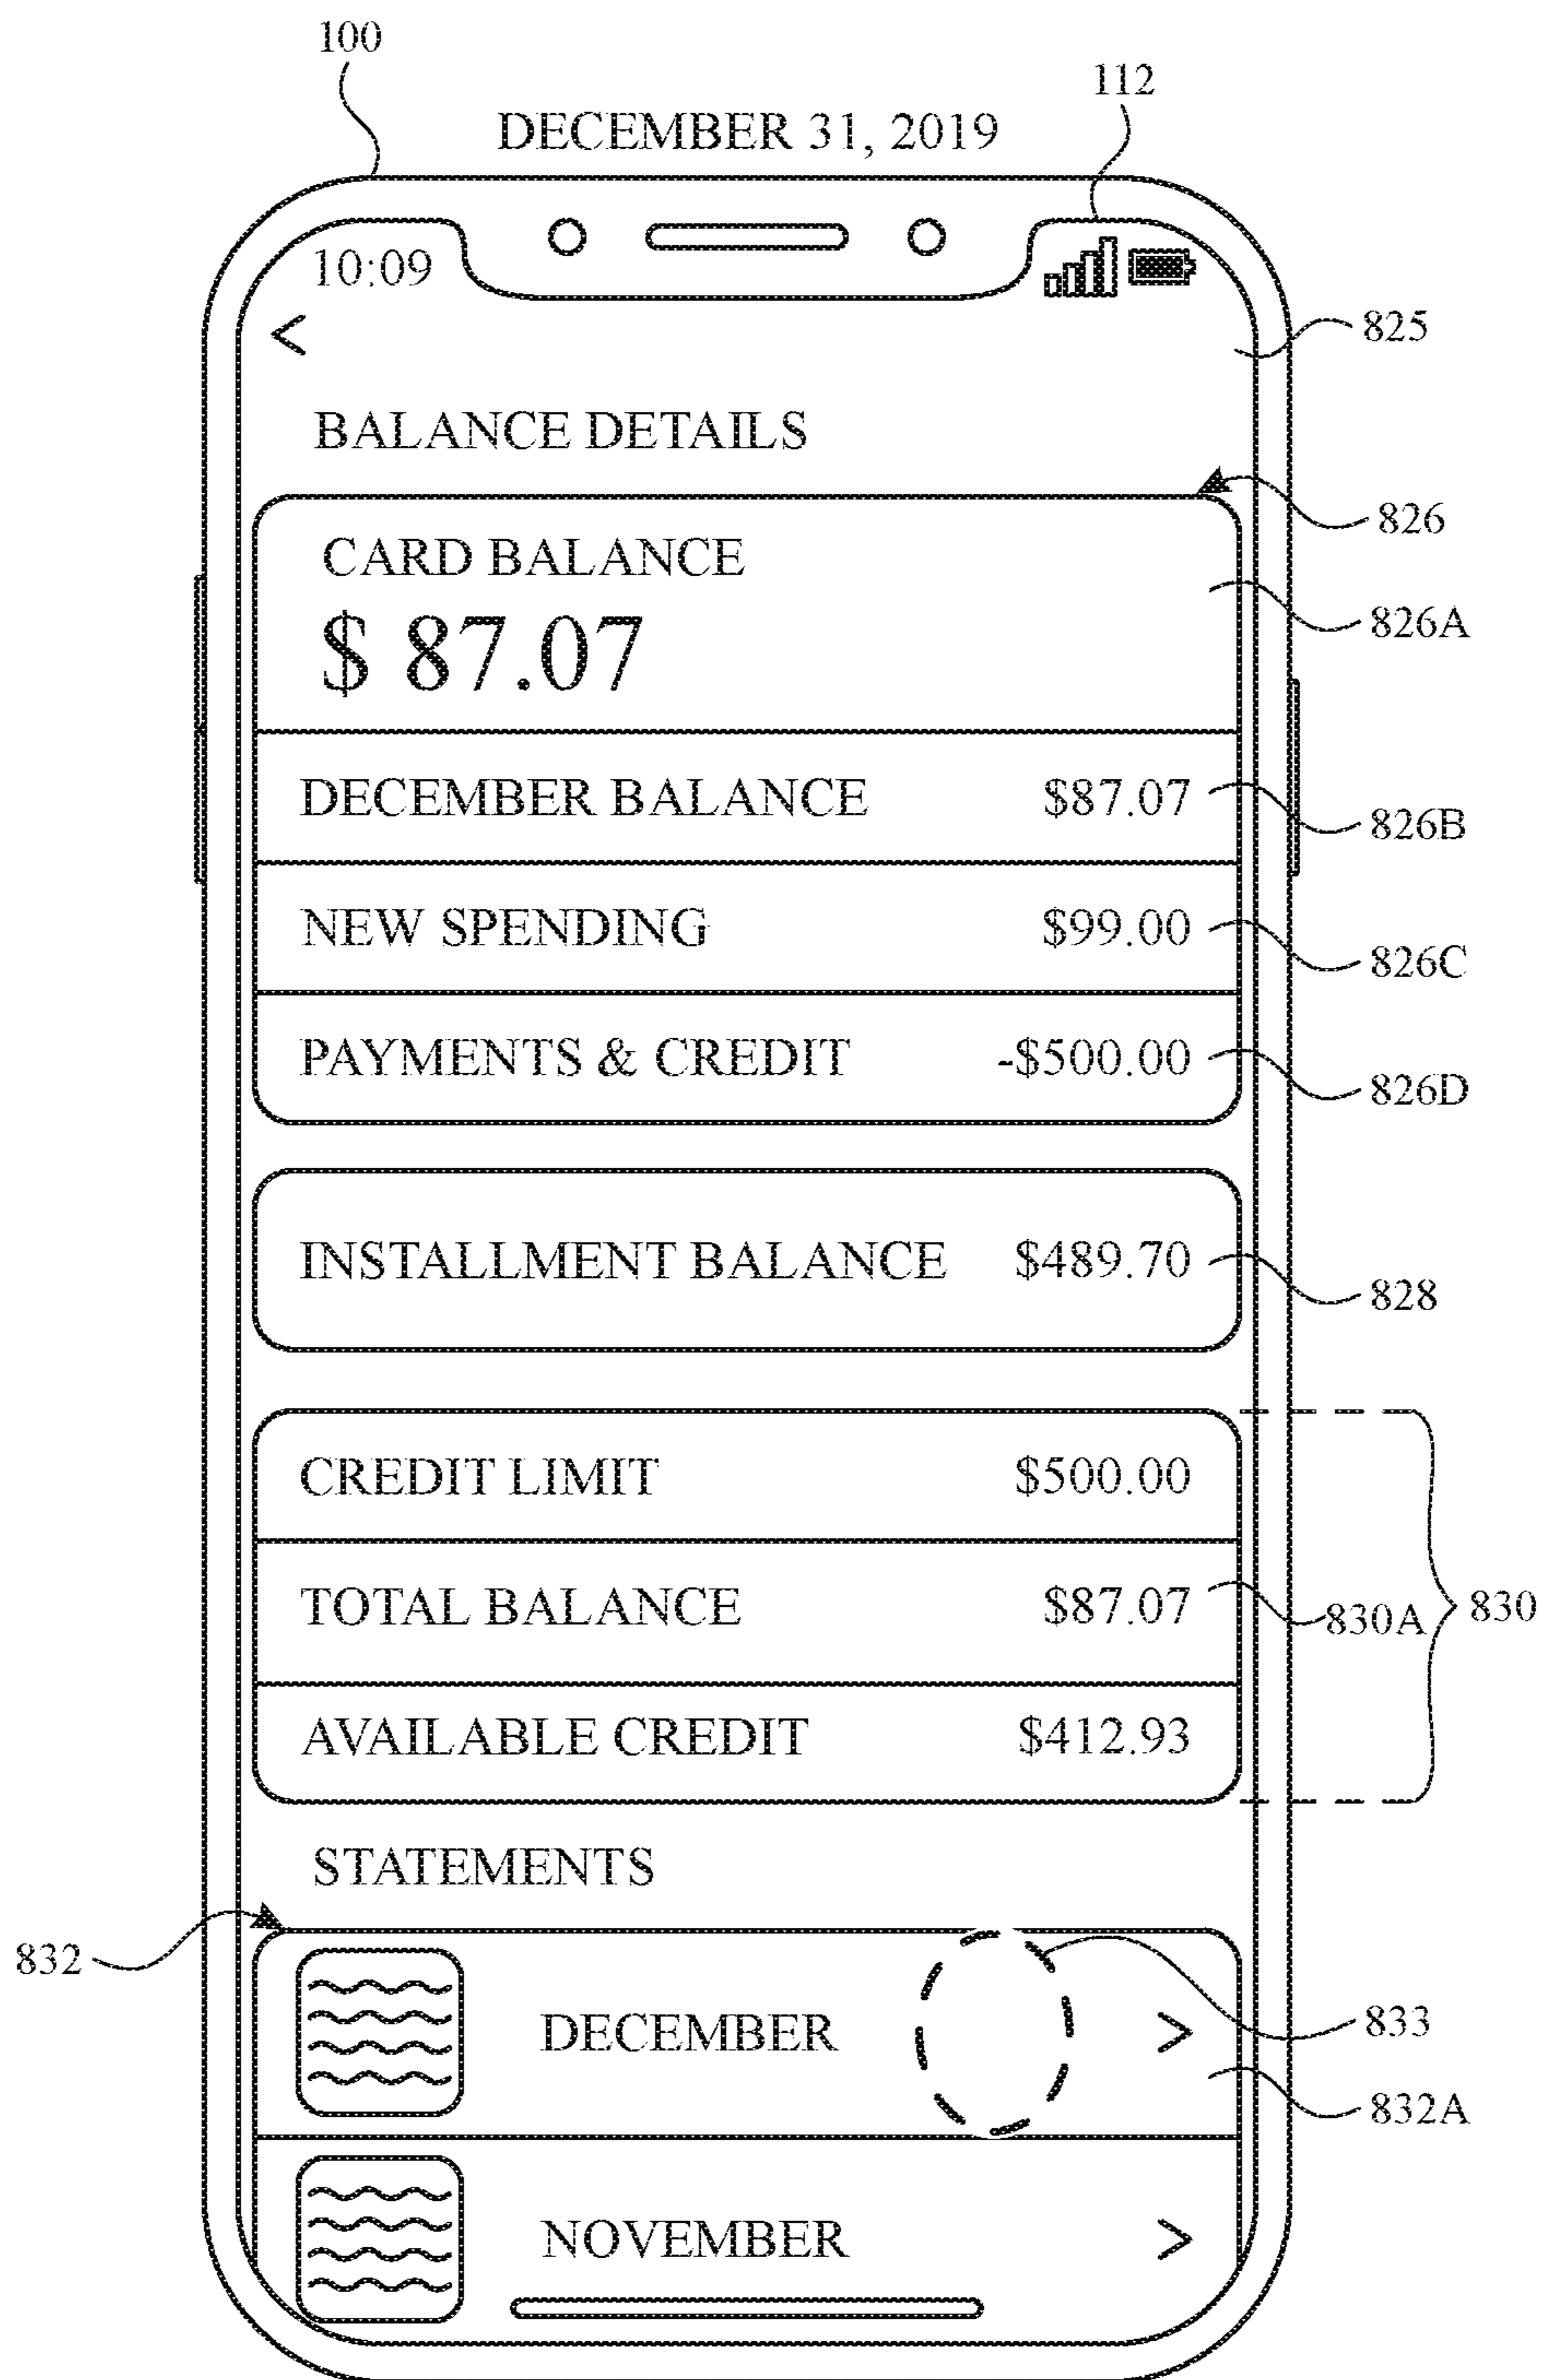 100
112
DECEMBER 31, 2019
10:09
<
825
BALANCE DETAILS
826
CARD BALANCE
826A
$ 87.07
DECEMBER BALANCE $87.07
826B
NEW SPENDING $99.00
826C
PAYMENTS & CREDIT -$500.00
826D
INSTALLMENT BALANCE $489.70
828
CREDIT LIMIT $500.00
TOTAL BALANCE $87.07
830A
830
AVAILABLE CREDIT $412.93
STATEMENTS
832
DECEMBER >
833
832A
NOVEMBER >